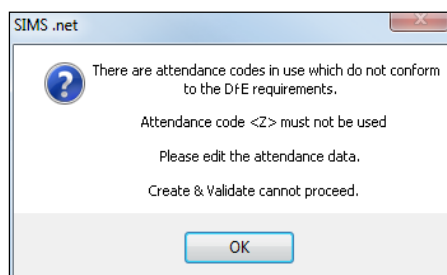 SIMS .net
There are attendance codes in use which do not conform
to the DfE requirements.
Attendance code <Z> must not be used
Please edit the attendance data.
Create & Validate cannot proceed.
OK